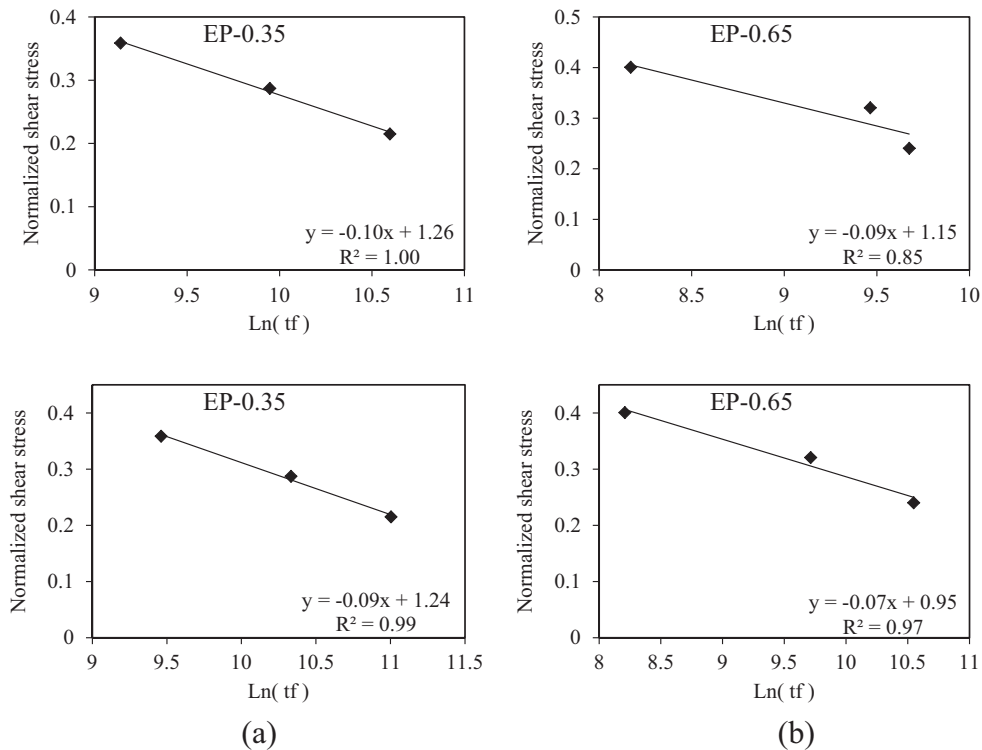 EP-0.35
Normalized shear stress
0.4
0.3
0.2
0.1
0
y = -0.10x + 1.26
R² = 1.00
9 9.5 10 10.5 11
Ln( tf )
EP-0.65
Normalized shear stress
0.5
0.4
0.3
0.2
0.1
0
y = -0.09x + 1.15
R² = 0.85
8 8.5 9 9.5 10
Ln( tf )
EP-0.35
Normalized shear stress
0.4
0.3
0.2
0.1
0
y = -0.09x + 1.24
R² = 0.99
9 9.5 10 10.5 11 11.5
Ln( tf )
(a)
EP-0.65
Normalized shear stress
0.4
0.3
0.2
0.1
0
y = -0.07x + 0.95
R² = 0.97
8 8.5 9 9.5 10 10.5 11
Ln( tf )
(b)